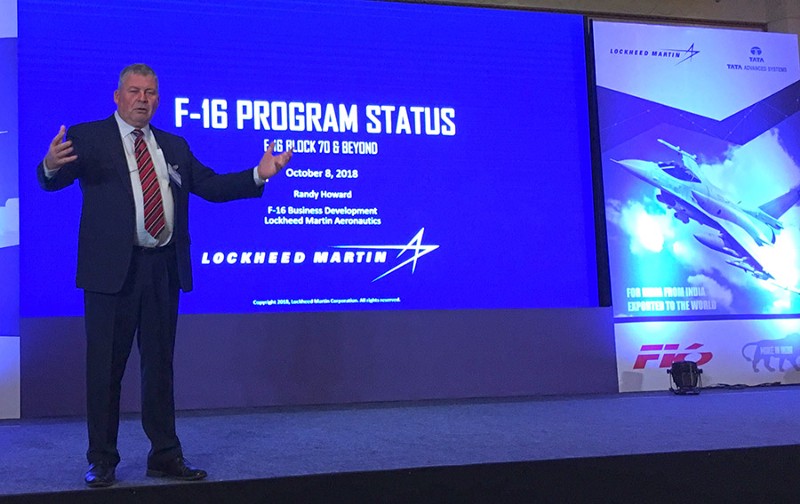 F-16 PROGRAM STATUS
F-16 BLOCK 70 & BEYOND
October 8, 2018
Randy Howard
F-16 Business Development
Lockheed Martin Aeronautics
LOCKHEED MARTIN
Copyright 2018, Lockheed Martin Corporation. All rights reserved.
LOCKHEED MARTIN
TATA
TATA ADVANCED SYSTEMS
FOR INDIA FROM INDIA
EXPORTED TO THE WORLD
F16
MAKE IN INDIA